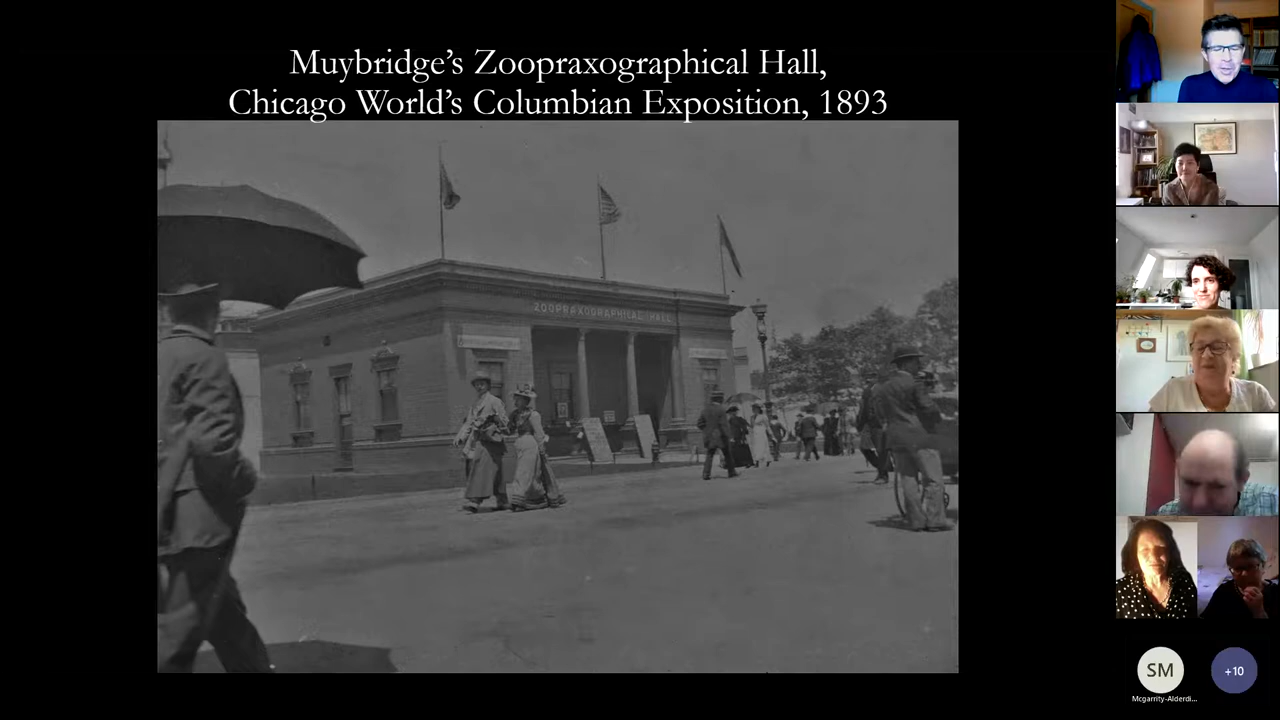 Muybridge's Zoopraxographical Hall,
Chicago World's Columbian Exposition, 1893
ZOOPRAXOGRAPHICAL HALL
SM
+10
Mcgarrity-Alderdi...